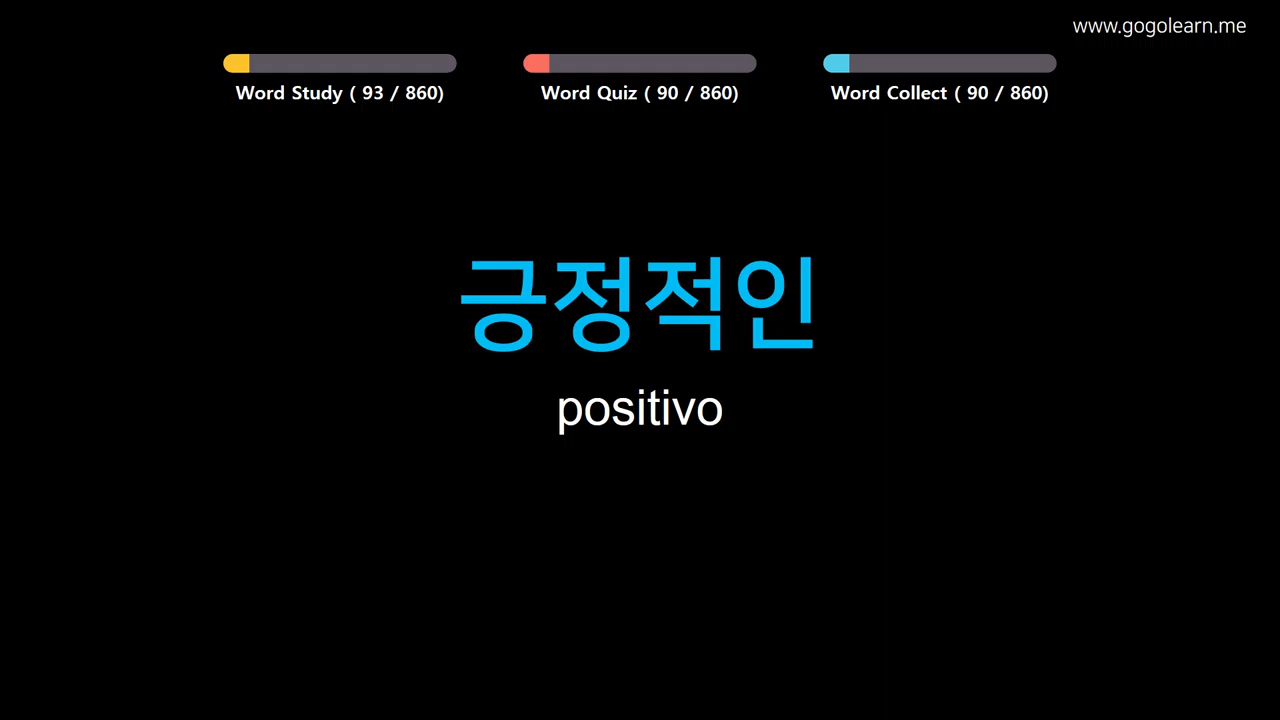 www.gogolearn.me
Word Study ( 93 / 860)
Word Quiz ( 90 / 860)
Word Collect ( 90 / 860)
긍정적인
positivo